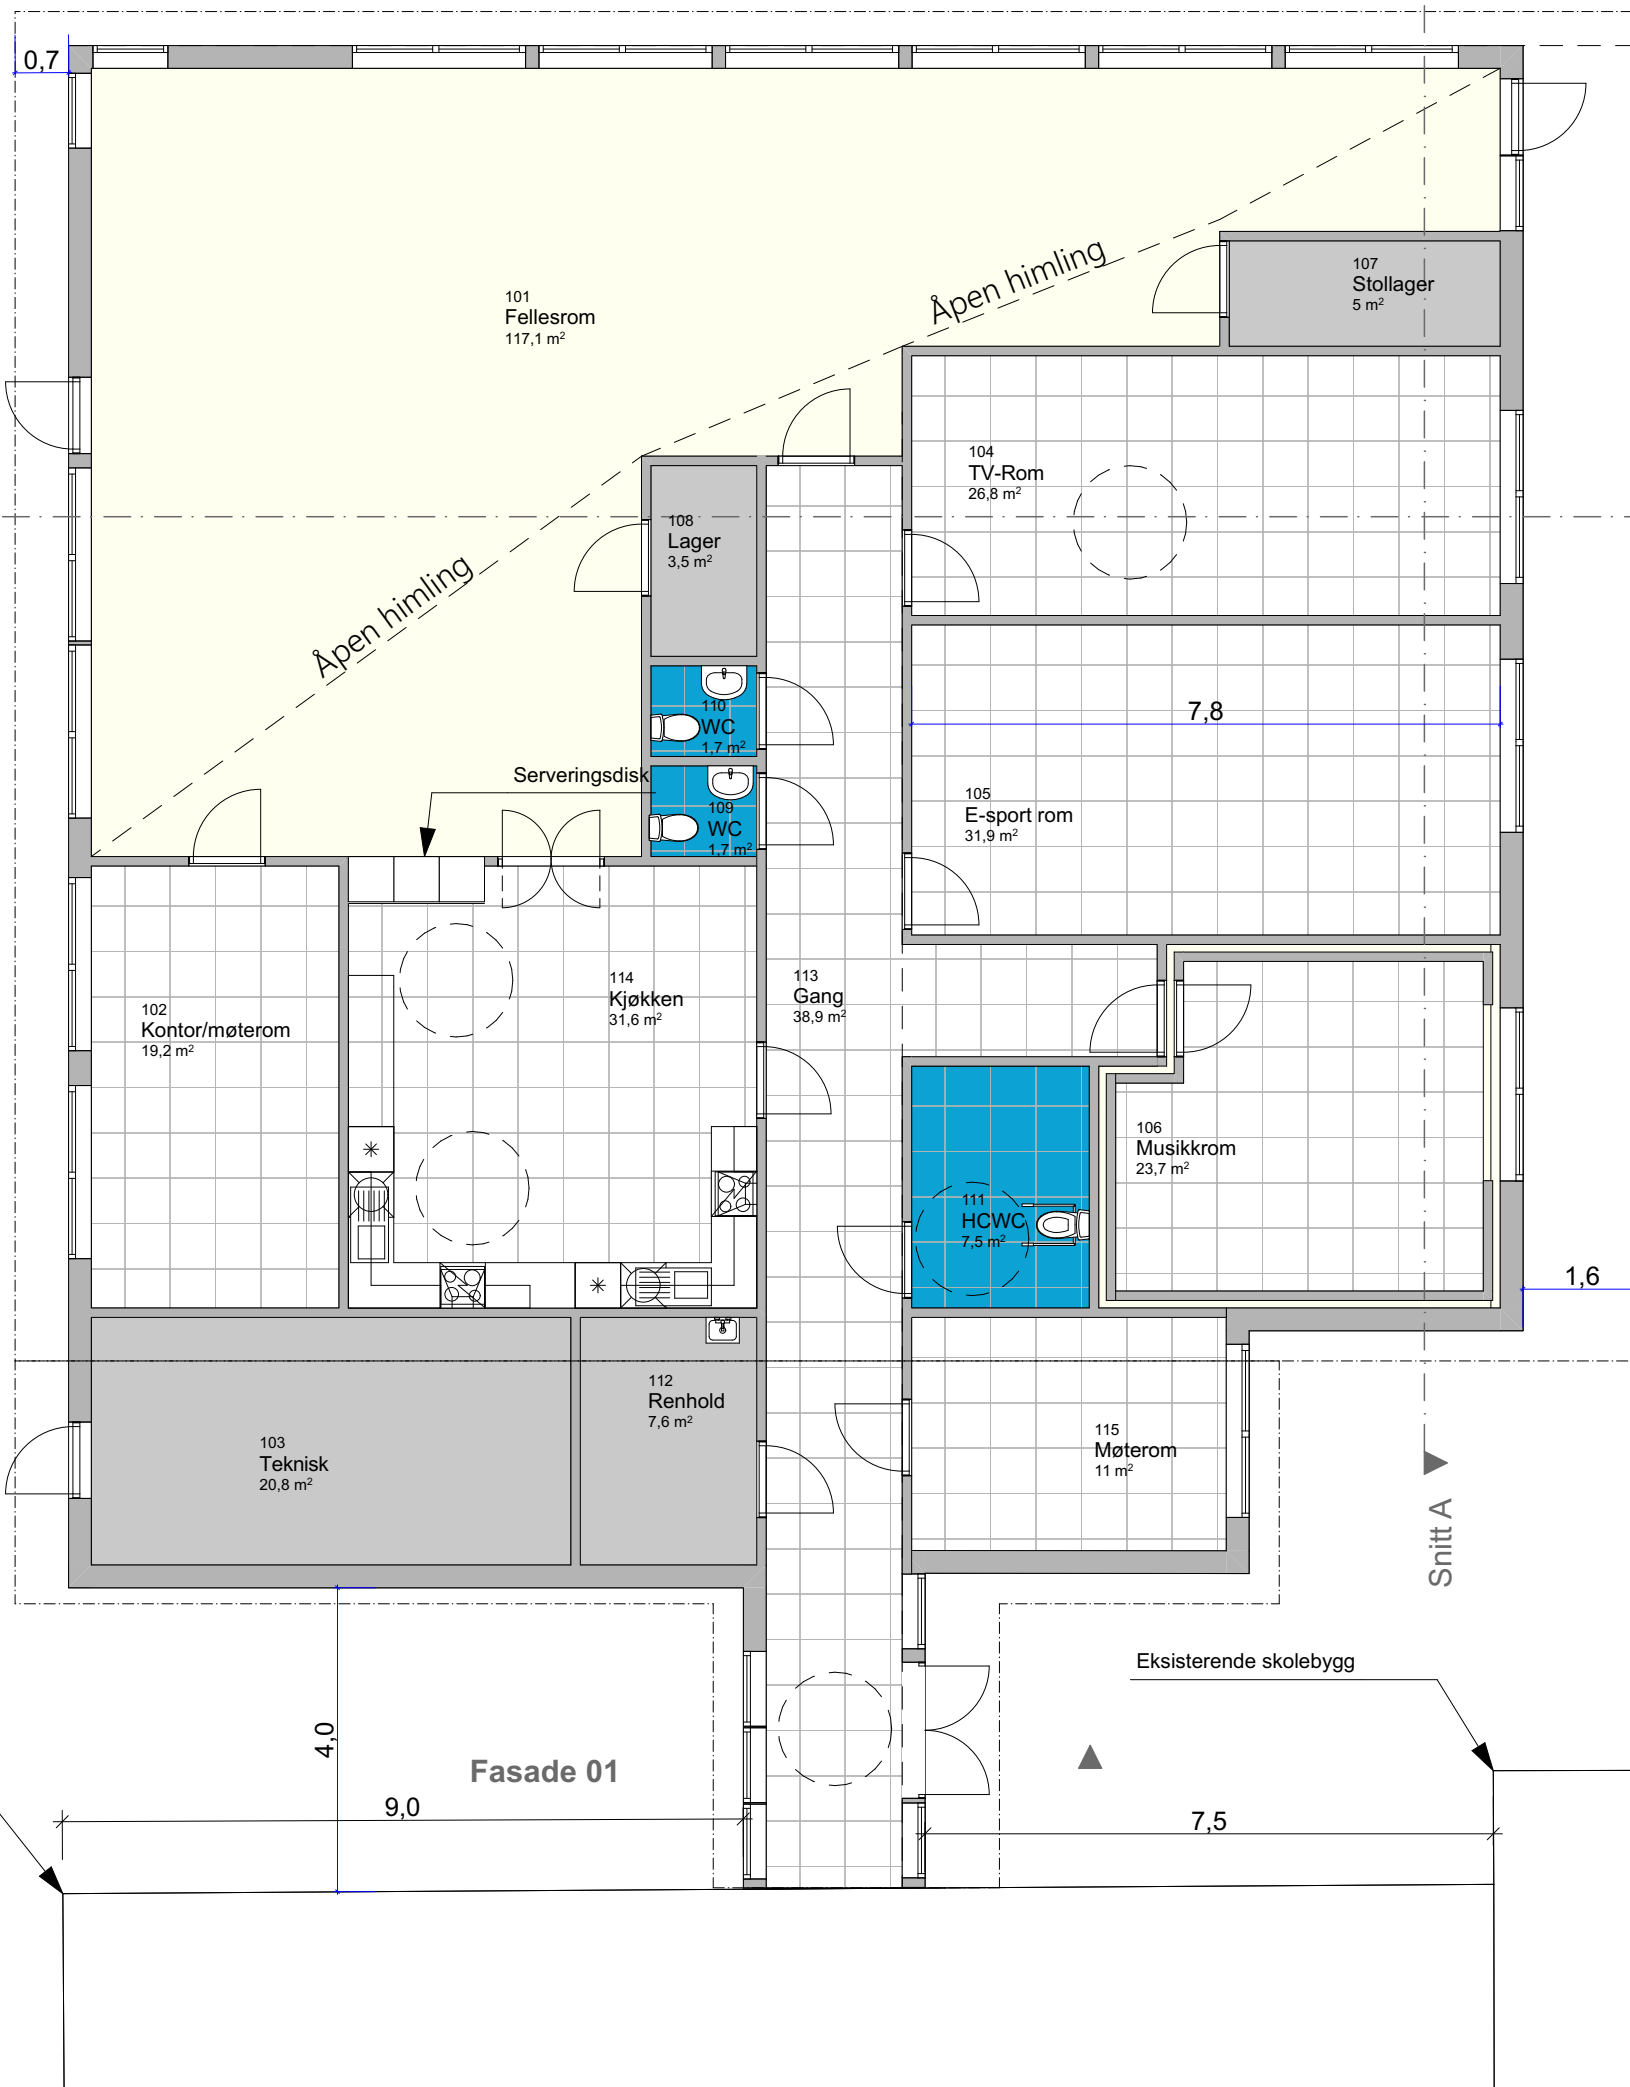 0,7
107
Stollager
5 m²
Åpen himling
101
Fellesrom
117,1 m²
104
TV-Rom
26,8 m²
108
Lager
3,5 m²
Åpen himling
110
WC
1,7 m²
7,8
Serveringsdisk
109
WC
1,7 m²
105
E-sport rom
31,9 m²
114
Kjøkken
31,6 m²
113
Gang
38,9 m²
102
Kontor/møterom
19,2 m²
106
Musikkrom
23,7 m²
111
HCWC
7,5 m²
1,6
112
Renhold
7,6 m²
103
Teknisk
20,8 m²
115
Møterom
11 m²
Snitt A
Eksisterende skolebygg
4,0
Fasade 01
9,0
7,5